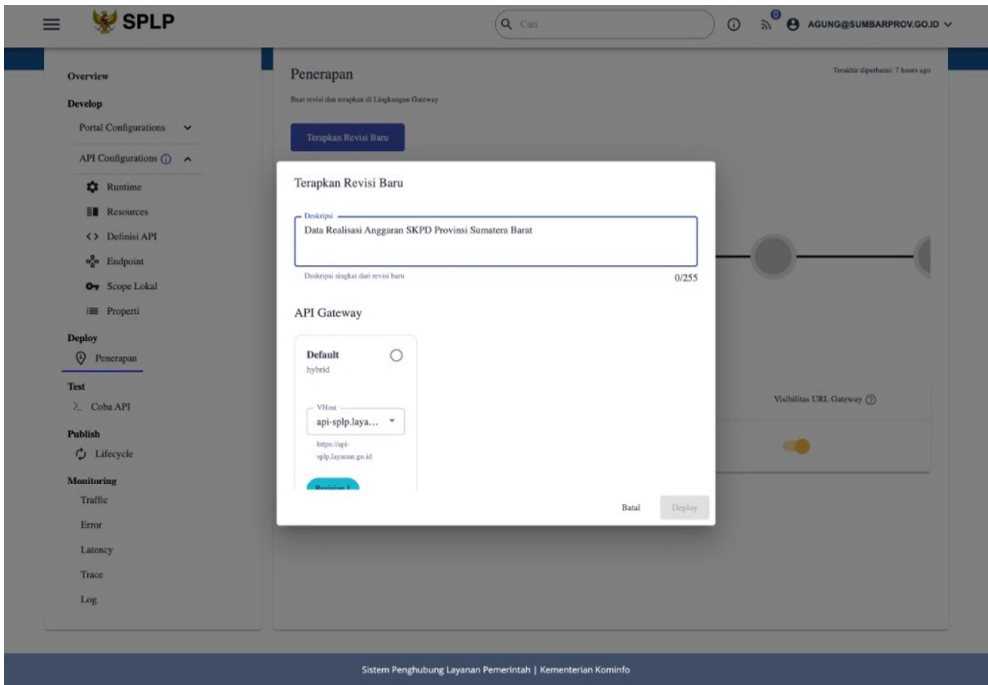 SPLP
Cari
0
AGUNG@SUMBARPROV.GO.ID
Overview
Develop
Portal Configurations
API Configurations
Runtime
Resources
Definisi API
Endpoint
Scope Lokal
Properti
Deploy
Penerapan
Test
Coba API
Publish
Lifecycle
Monitoring
Traffic
Error
Latency
Trace
Log
Penerapan
Terakhir diperbarui: 7 hours ago
Buat revisi dan terapkan di Lingkungan Gateway
Terapkan Revisi Baru
Terapkan Revisi Baru
Deskripsi
Data Realisasi Anggaran SKPD Provinsi Sumatera Barat
Deskripsi singkat dari revisi baru
0/255
API Gateway
Default
hybrid
VHost
api-splp.laya...
https://api-
splp.layanan.go.id
Revision 1
Batal
Deploy
Visibilitas URL Gateway
Sistem Penghubung Layanan Pemerintah | Kementerian Kominfo